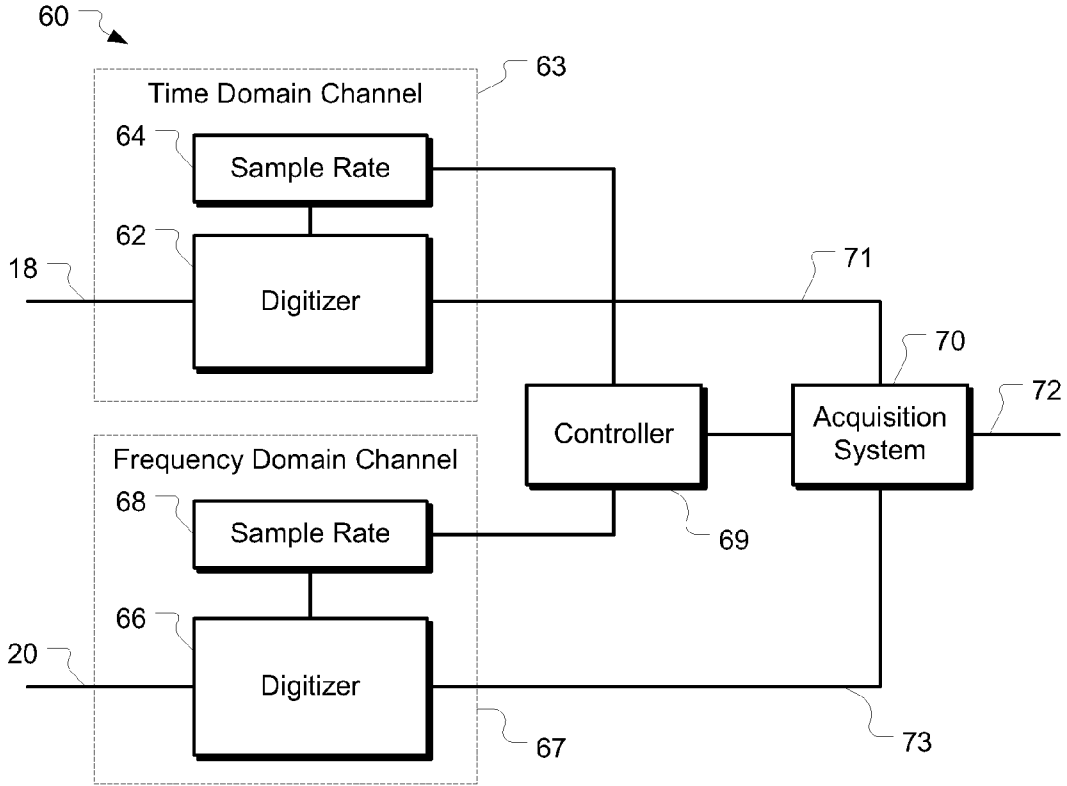 60
63
Time Domain Channel
64
Sample Rate
62
18
Digitizer
71
70
72
Controller
Acquisition
System
Frequency Domain Channel
68
Sample Rate
69
66
20
Digitizer
67
73